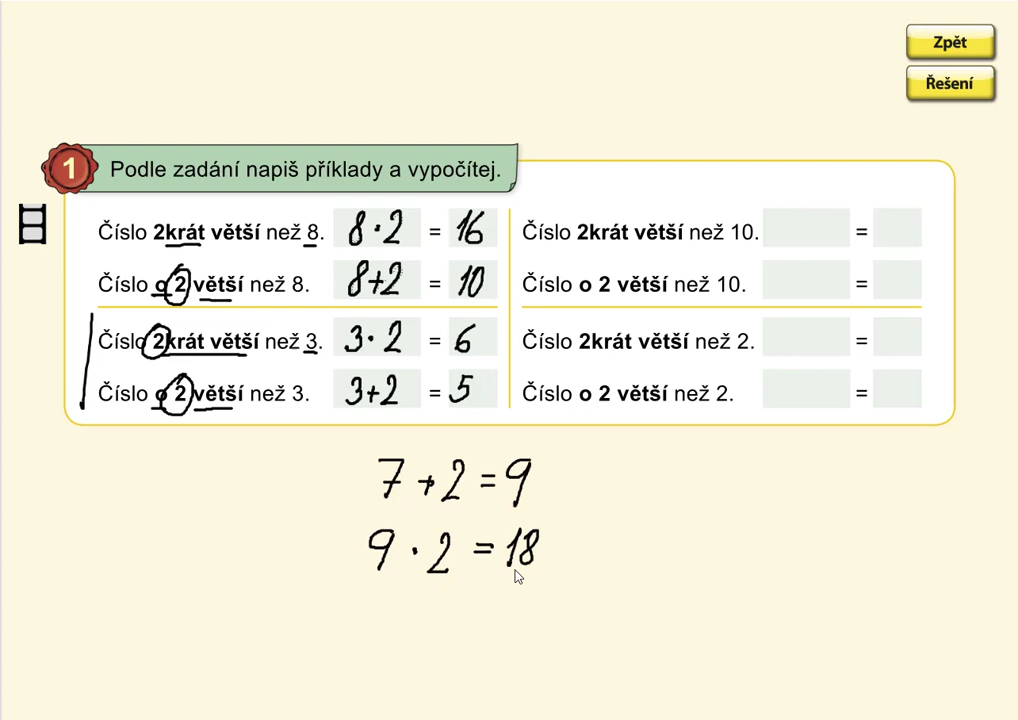 Zpět
Řešení
1 Podle zadání napiš příklady a vypočítej.
Číslo 2krát větší než 8. 8·2 = 16
Číslo o 2 větší než 8. 8+2 = 10
Číslo 2krát větší než 3. 3·2 = 6
Číslo o 2 větší než 3. 3+2 = 5
Číslo 2krát větší než 10. =
Číslo o 2 větší než 10. =
Číslo 2krát větší než 2. =
Číslo o 2 větší než 2. =
7+2=9
9·2=18